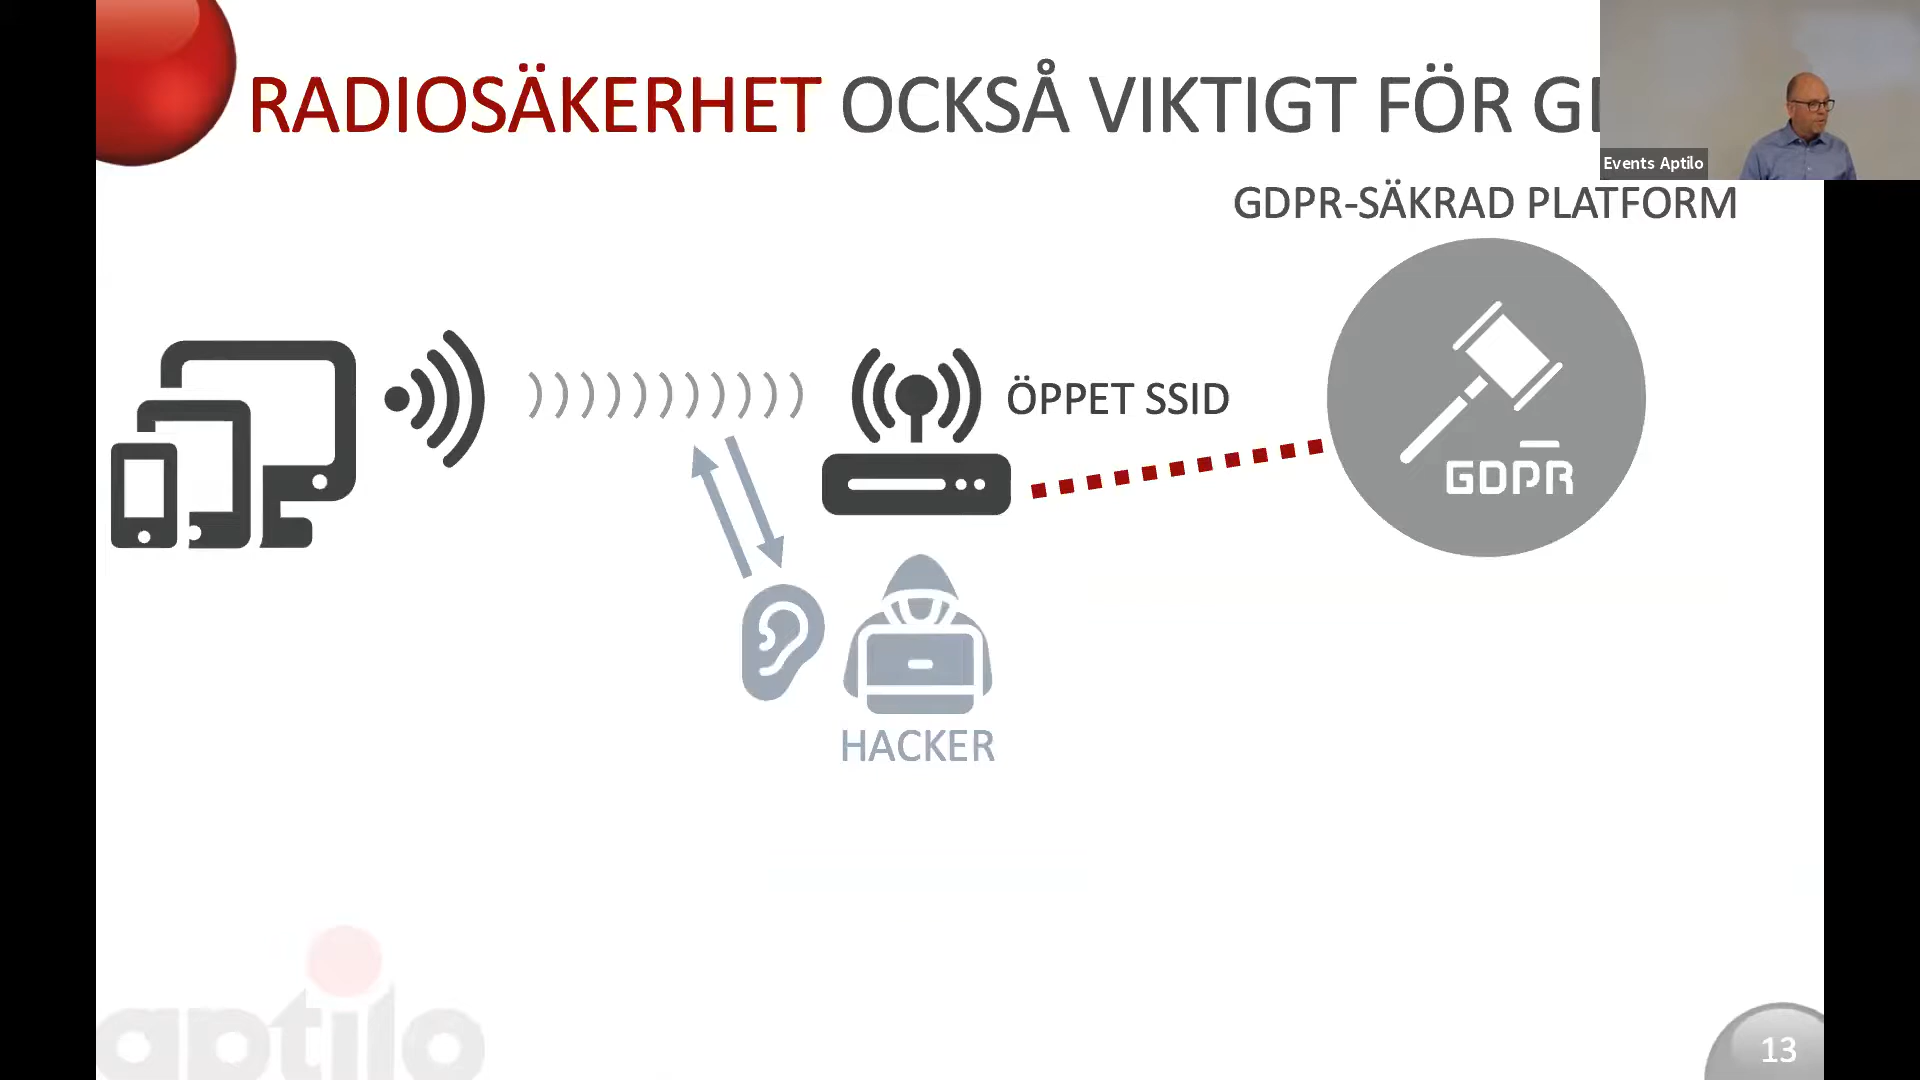 RADIOSÄKERHET OCKSÅ VIKTIGT FÖR
Events Aptilo
GDPR-SÄKRAD PLATFORM
ÖPPET SSID
GDPR
HACKER
aptilo
13